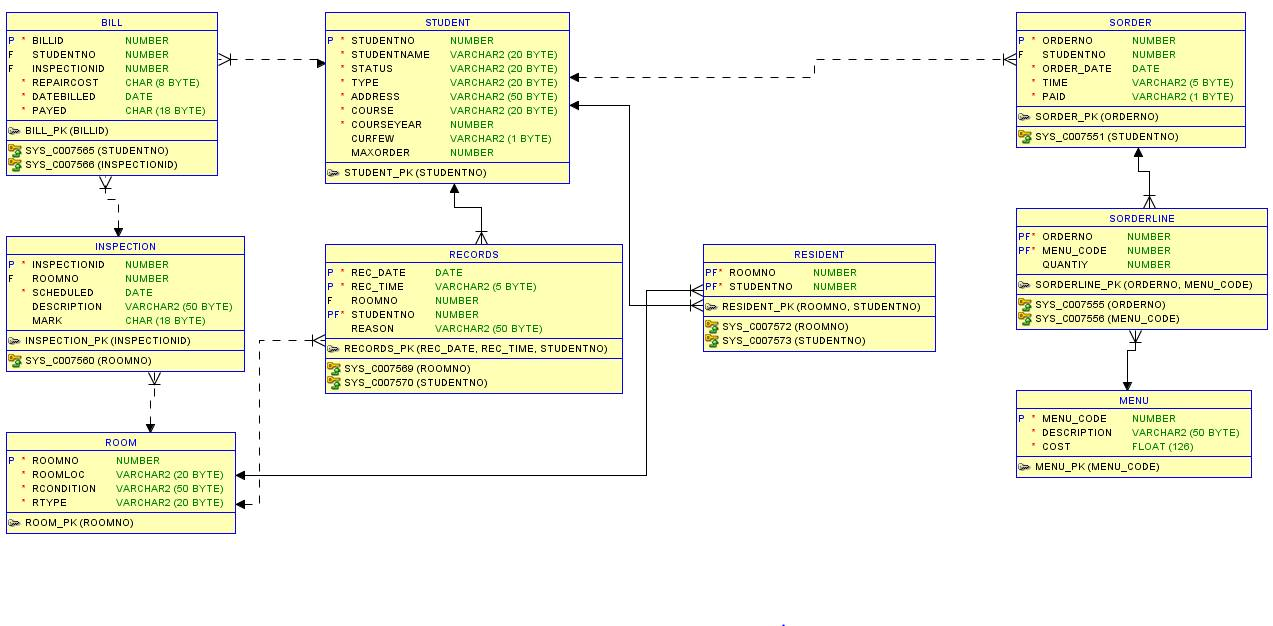 BILL
P * BILLID NUMBER
F STUDENTNO NUMBER
F INSPECTIONID NUMBER
* REPAIRCOST CHAR (8 BYTE)
* DATEBILLED DATE
* PAYED CHAR (18 BYTE)
BILL_PK (BILLID)
SYS_C007565 (STUDENTNO)
SYS_C007566 (INSPECTIONID)
STUDENT
P * STUDENTNO NUMBER
* STUDENTNAME VARCHAR2 (20 BYTE)
* STATUS VARCHAR2 (20 BYTE)
* TYPE VARCHAR2 (20 BYTE)
* ADDRESS VARCHAR2 (50 BYTE)
* COURSE VARCHAR2 (20 BYTE)
* COURSEYEAR NUMBER
CURFEW VARCHAR2 (1 BYTE)
MAXORDER NUMBER
STUDENT_PK (STUDENTNO)
SORDER
P * ORDERNO NUMBER
F STUDENTNO NUMBER
* ORDER_DATE DATE
* TIME VARCHAR2 (5 BYTE)
* PAID VARCHAR2 (1 BYTE)
SORDER_PK (ORDERNO)
SYS_C007551 (STUDENTNO)
INSPECTION
P * INSPECTIONID NUMBER
F ROOMNO NUMBER
* SCHEDULED DATE
DESCRIPTION VARCHAR2 (50 BYTE)
MARK CHAR (18 BYTE)
INSPECTION_PK (INSPECTIONID)
SYS_C007560 (ROOMNO)
RECORDS
P * REC_DATE DATE
P * REC_TIME VARCHAR2 (5 BYTE)
F ROOMNO NUMBER
PF* STUDENTNO NUMBER
REASON VARCHAR2 (50 BYTE)
RECORDS_PK (REC_DATE, REC_TIME, STUDENTNO)
SYS_C007569 (ROOMNO)
SYS_C007570 (STUDENTNO)
RESIDENT
PF* ROOMNO NUMBER
PF* STUDENTNO NUMBER
RESIDENT_PK (ROOMNO, STUDENTNO)
SYS_C007572 (ROOMNO)
SYS_C007573 (STUDENTNO)
SORDERLINE
PF* ORDERNO NUMBER
PF* MENU_CODE NUMBER
QUANTIY NUMBER
SORDERLINE_PK (ORDERNO, MENU_CODE)
SYS_C007555 (ORDERNO)
SYS_C007556 (MENU_CODE)
ROOM
P * ROOMNO NUMBER
* ROOMLOC VARCHAR2 (20 BYTE)
* RCONDITION VARCHAR2 (50 BYTE)
* RTYPE VARCHAR2 (20 BYTE)
ROOM_PK (ROOMNO)
MENU
P * MENU_CODE NUMBER
* DESCRIPTION VARCHAR2 (50 BYTE)
* COST FLOAT (126)
MENU_PK (MENU_CODE)